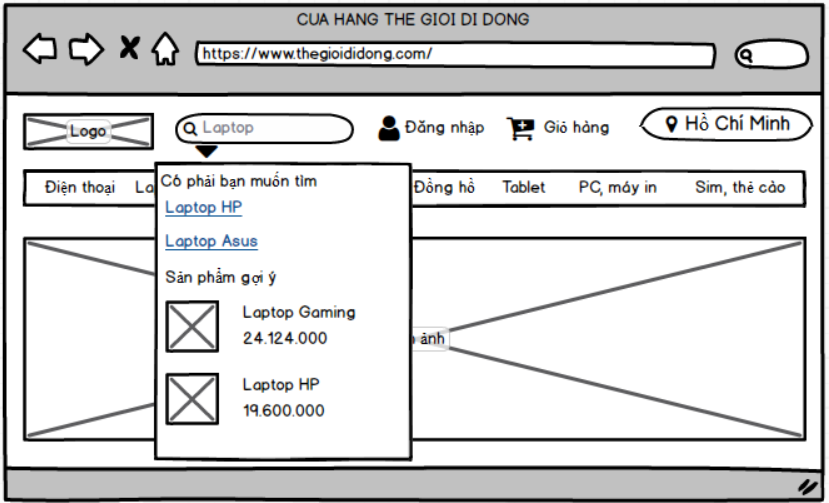 CUA HANG THE GIOI DI DONG
https://www.thegioididong.com/
Logo
Laptop
Đăng nhập
Giỏ hàng
Hồ Chí Minh
Điện thoại
Đồng hồ
Tablet
PC, máy in
Sim, thẻ cào
Có phải bạn muốn tìm
Laptop HP
Laptop Asus
Sản phẩm gợi ý
Laptop Gaming
24.124.000
Laptop HP
19.600.000
ảnh